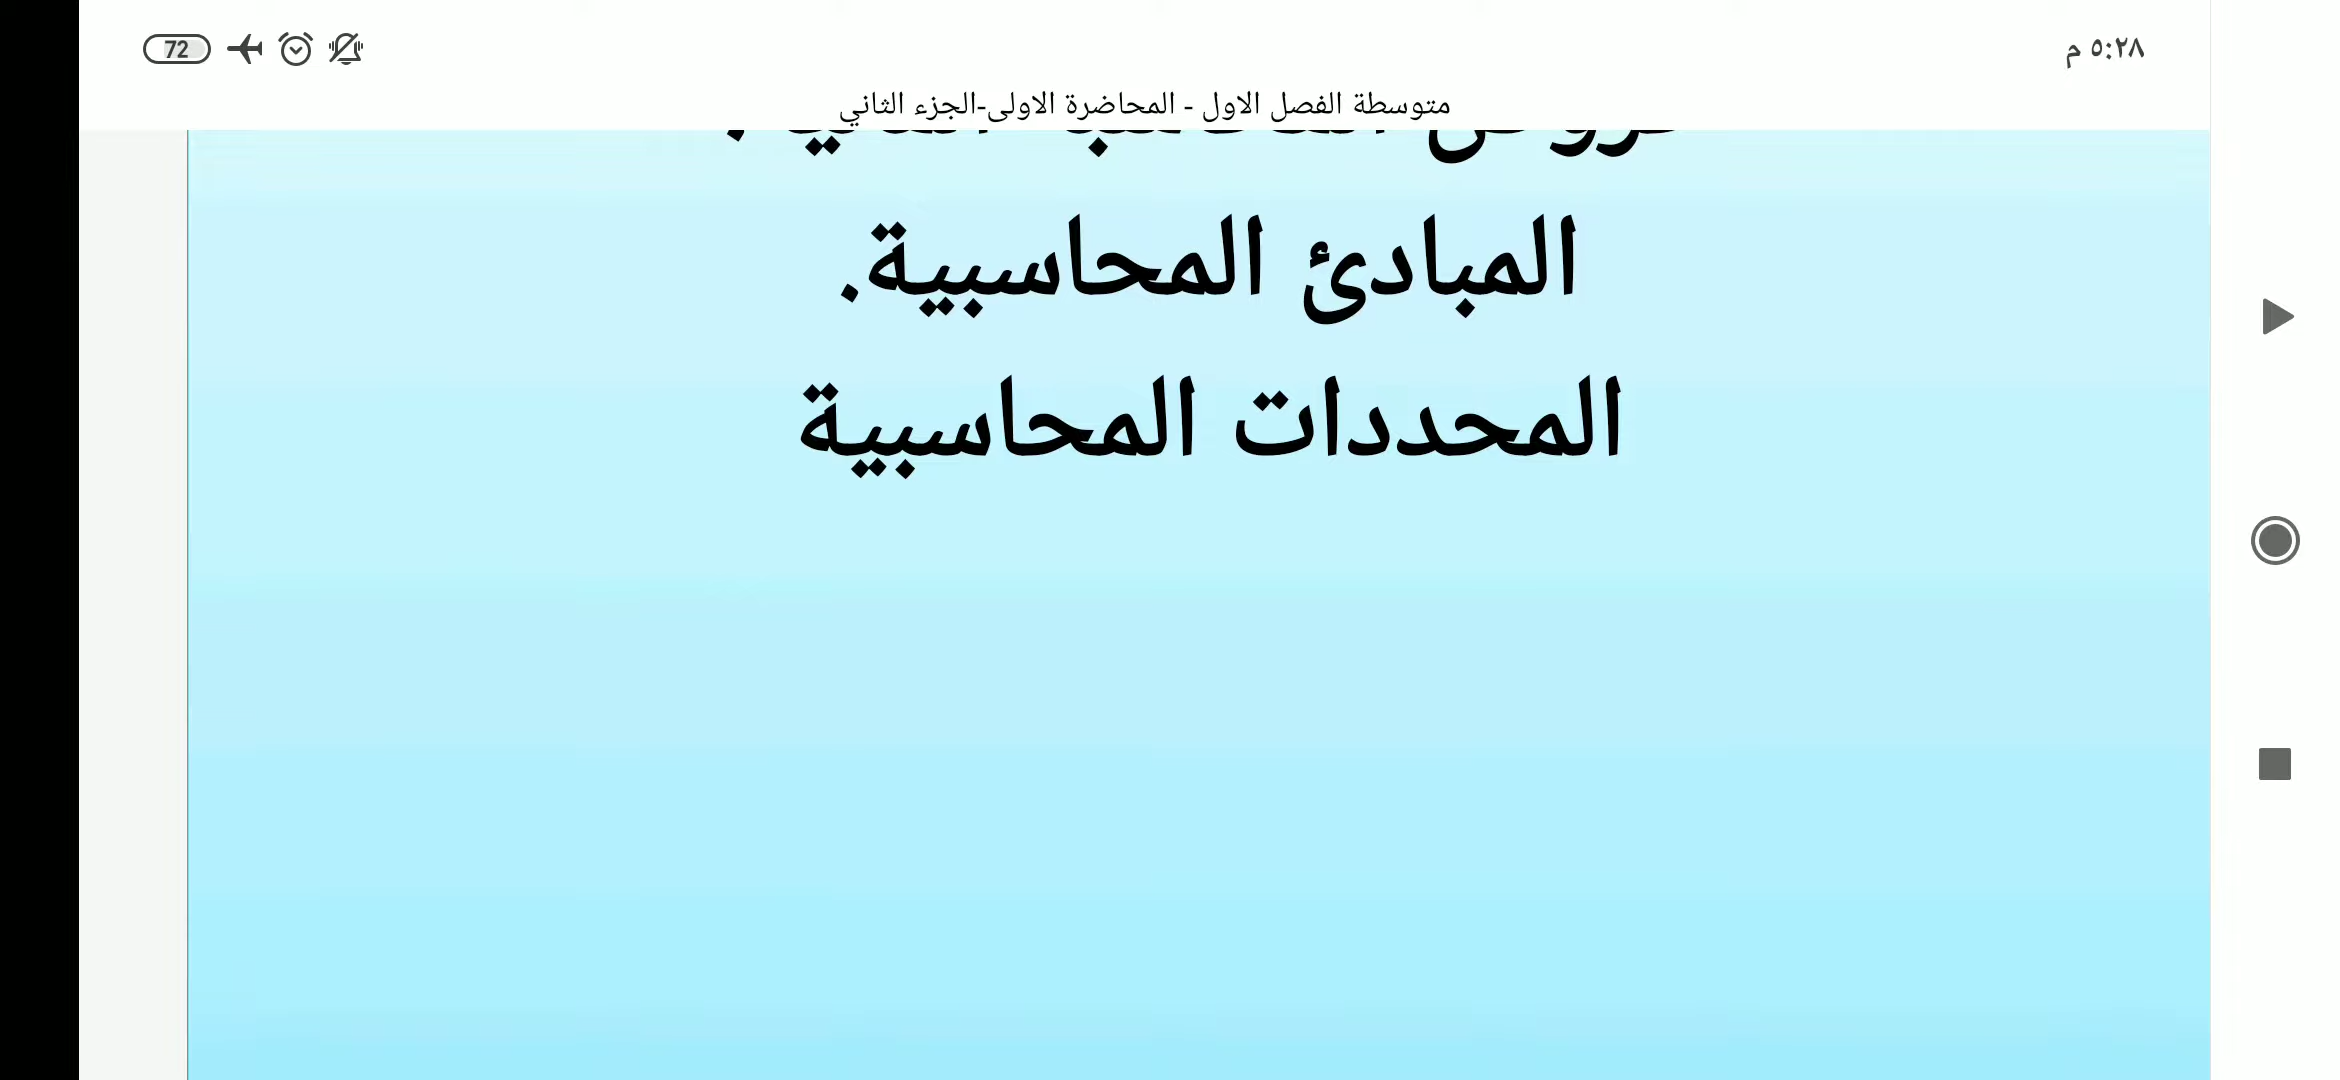 ٥:٢٨ م
72
متوسطة الفصل الاول - المحاضرة الاولى-الجزء الثاني
المبادئ المحاسبية.
المحددات المحاسبية